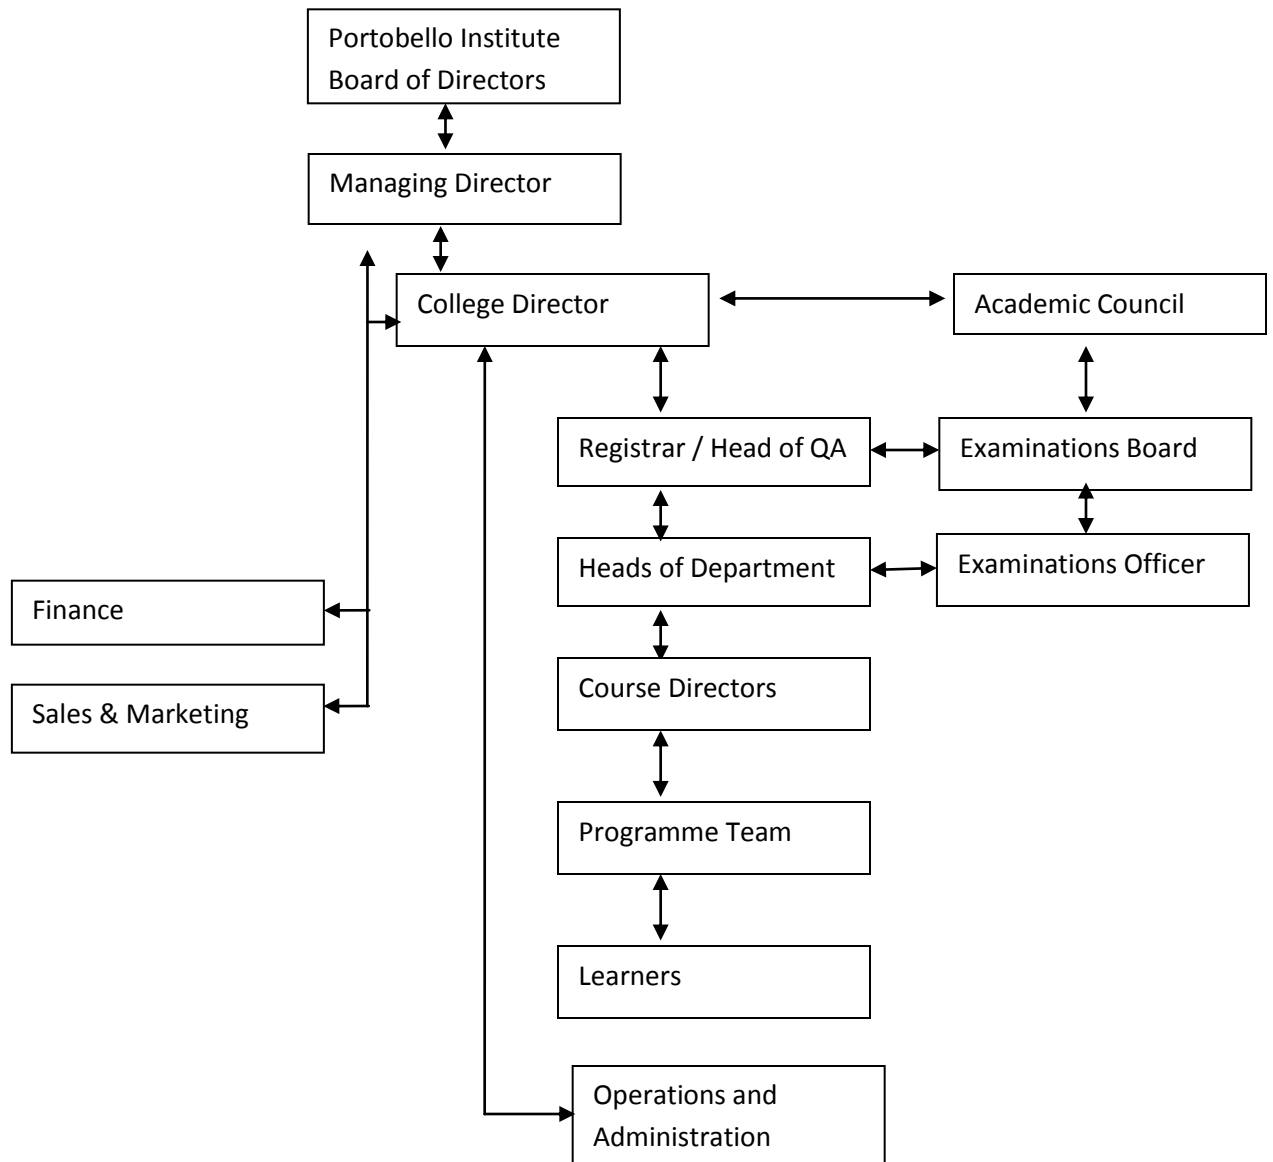 Portobello Institute
Board of Directors
Managing Director
College Director
Academic Council
Registrar / Head of QA
Examinations Board
Heads of Department
Examinations Officer
Finance
Course Directors
Sales & Marketing
Programme Team
Learners
Operations and
Administration